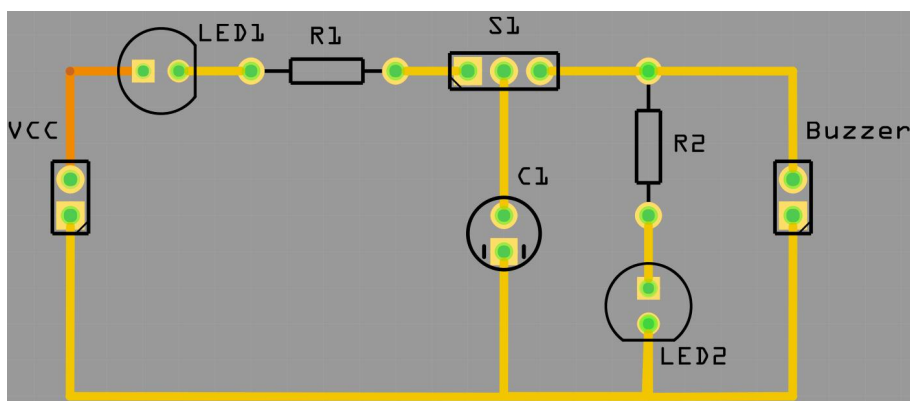 LED1
R1
S1
VCC
R2
Buzzer
C1
LED2